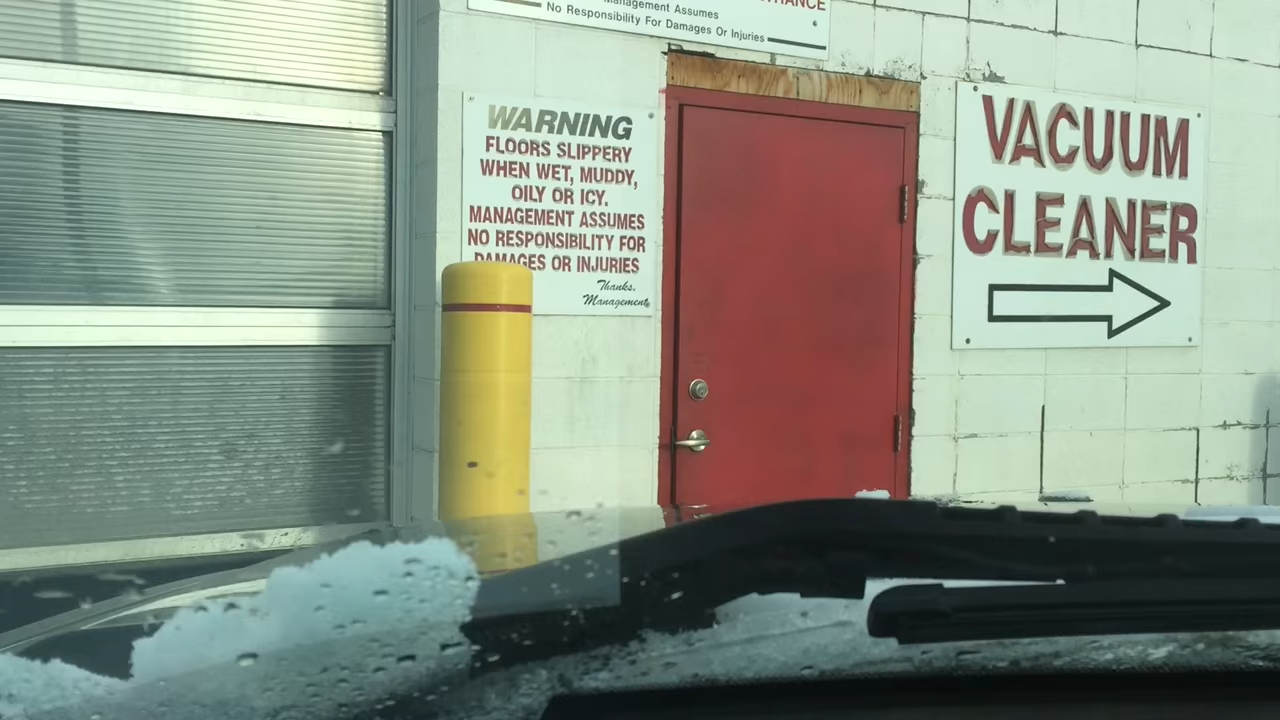 Management Assumes
No Responsibility For Damages Or Injuries
WARNING
FLOORS SLIPPERY
WHEN WET, MUDDY,
OILY OR ICY.
MANAGEMENT ASSUMES
NO RESPONSIBILITY FOR
DAMAGES OR INJURIES
Thanks.
Management
VACUUM
CLEANER